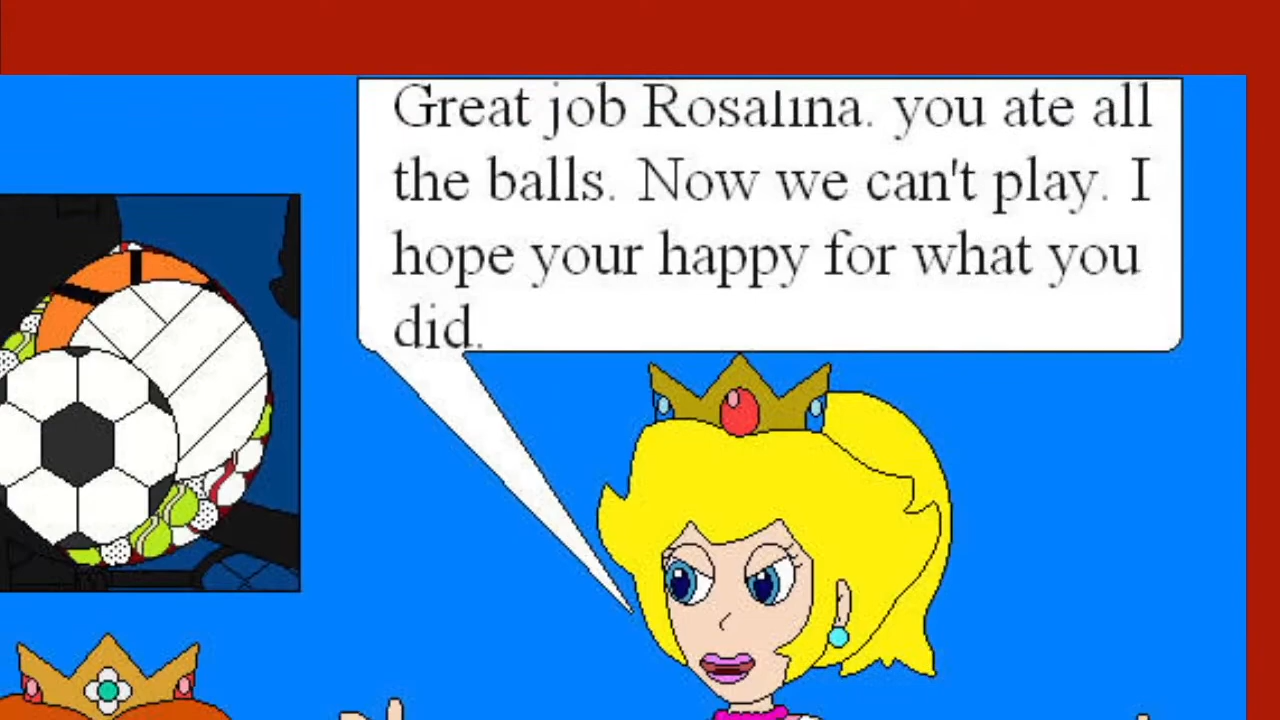 Great job Rosalina. you ate all
the balls. Now we can't play. I
hope your happy for what you
did.